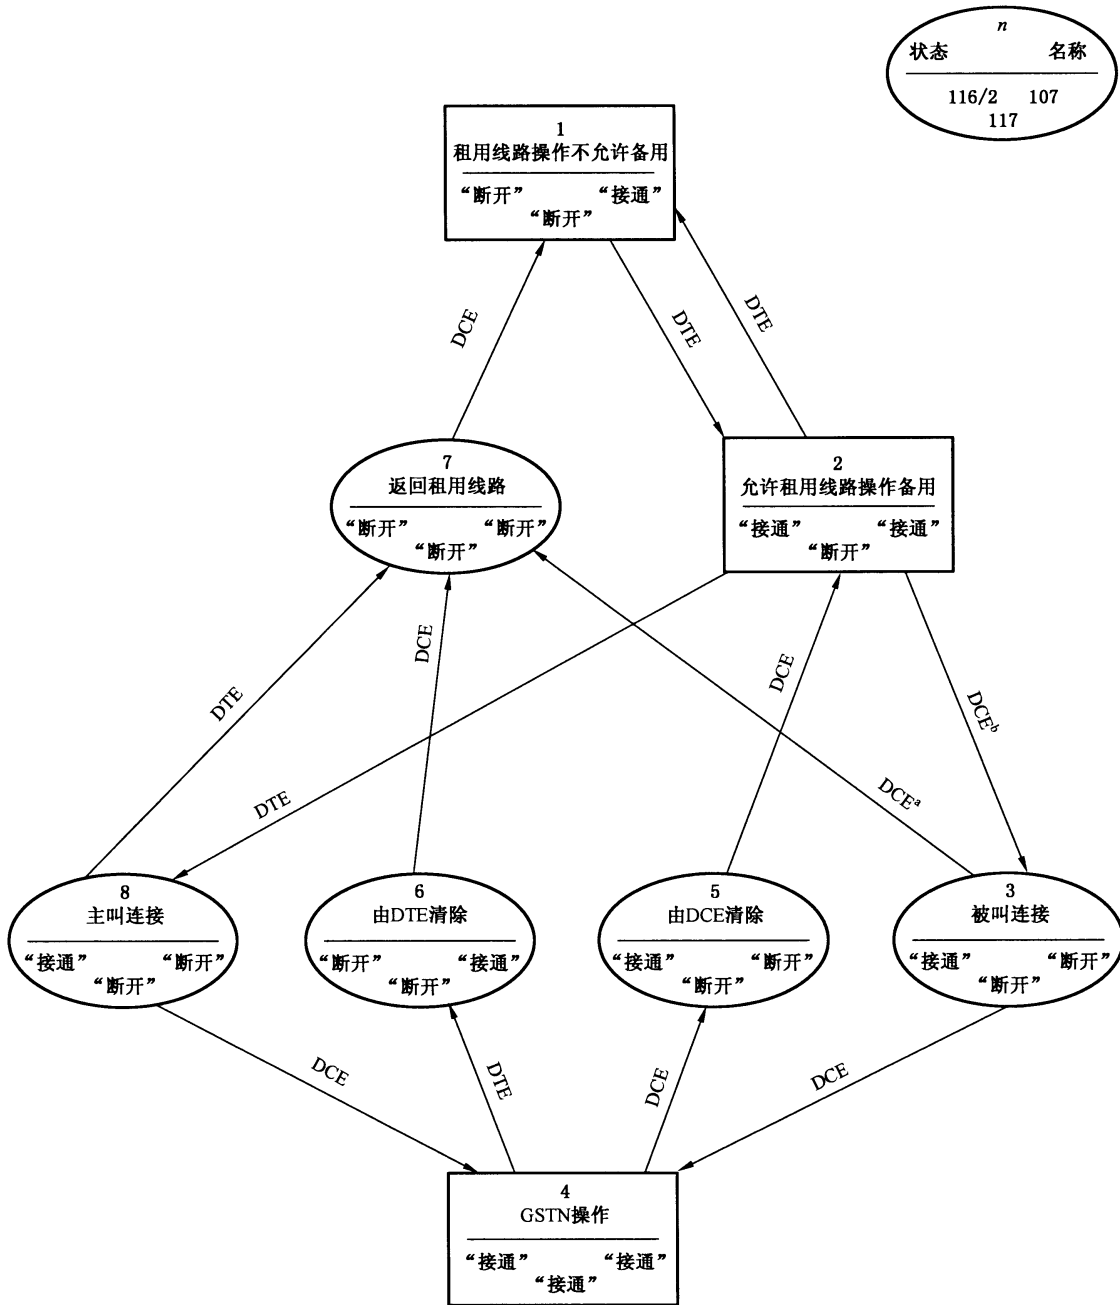 n
状态 名称
116/2 107
117
1
租用线路操作不允许备用
“断开” “接通”
“断开”
DCE
DTE
DTE
7
返回租用线路
“断开” “断开”
“断开”
2
允许租用线路操作备用
“接通” “接通”
“断开”
DTE
DCE
DTE
DCE
DCEᵃ
DCEᵇ
8
主叫连接
“接通” “断开”
“断开”
6
由DTE清除
“断开” “接通”
“断开”
5
由DCE清除
“接通” “断开”
“断开”
3
被叫连接
“接通” “断开”
“断开”
DCE
DTE
DCE
DCE
4
GSTN操作
“接通” “接通”
“接通”